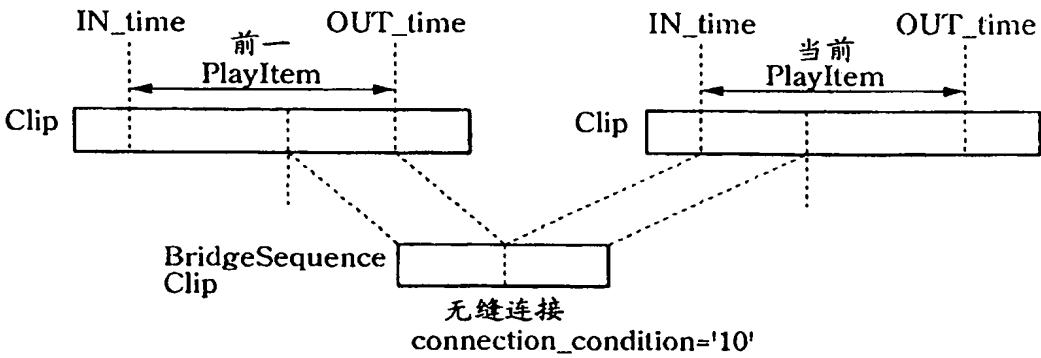 IN_time
OUT_time
前一
PlayItem
Clip
IN_time
OUT_time
当前
PlayItem
Clip
BridgeSequence
Clip
无缝连接
connection_condition='10'